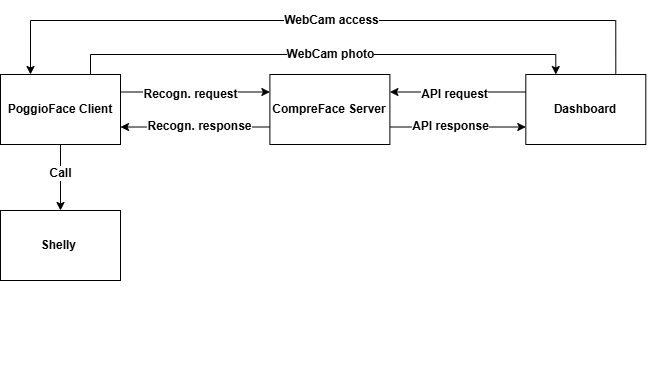 WebCam access
WebCam photo
PoggioFace Client
Recogn. request
CompreFace Server
API request
Dashboard
Recogn. response
API response
Call
Shelly